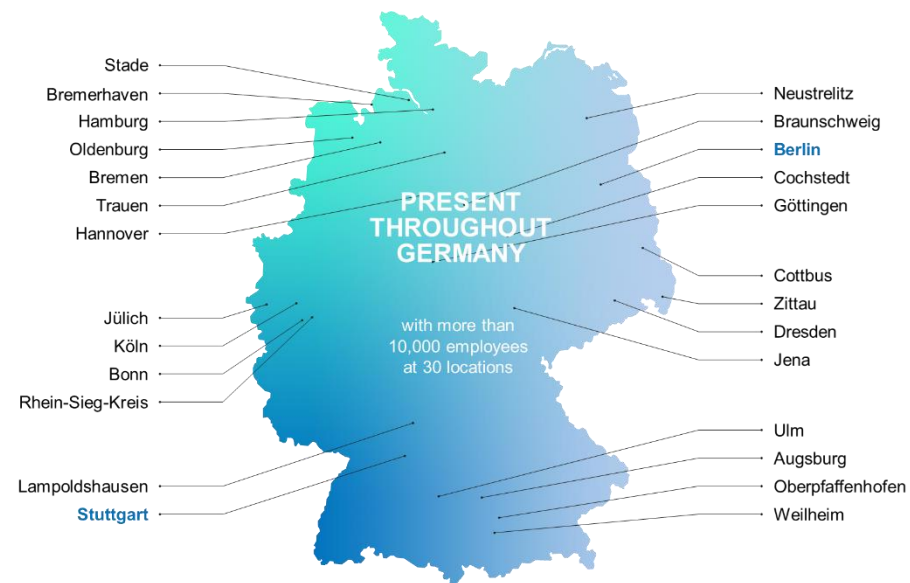 Stade
Bremerhaven
Hamburg
Oldenburg
Bremen
Trauen
Hannover
Jülich
Köln
Bonn
Rhein-Sieg-Kreis
Lampoldshausen
Stuttgart
PRESENT
THROUGHOUT
GERMANY
with more than
10,000 employees
at 30 locations
Neustrelitz
Braunschweig
Berlin
Cochstedt
Göttingen
Cottbus
Zittau
Dresden
Jena
Ulm
Augsburg
Oberpfaffenhofen
Weilheim